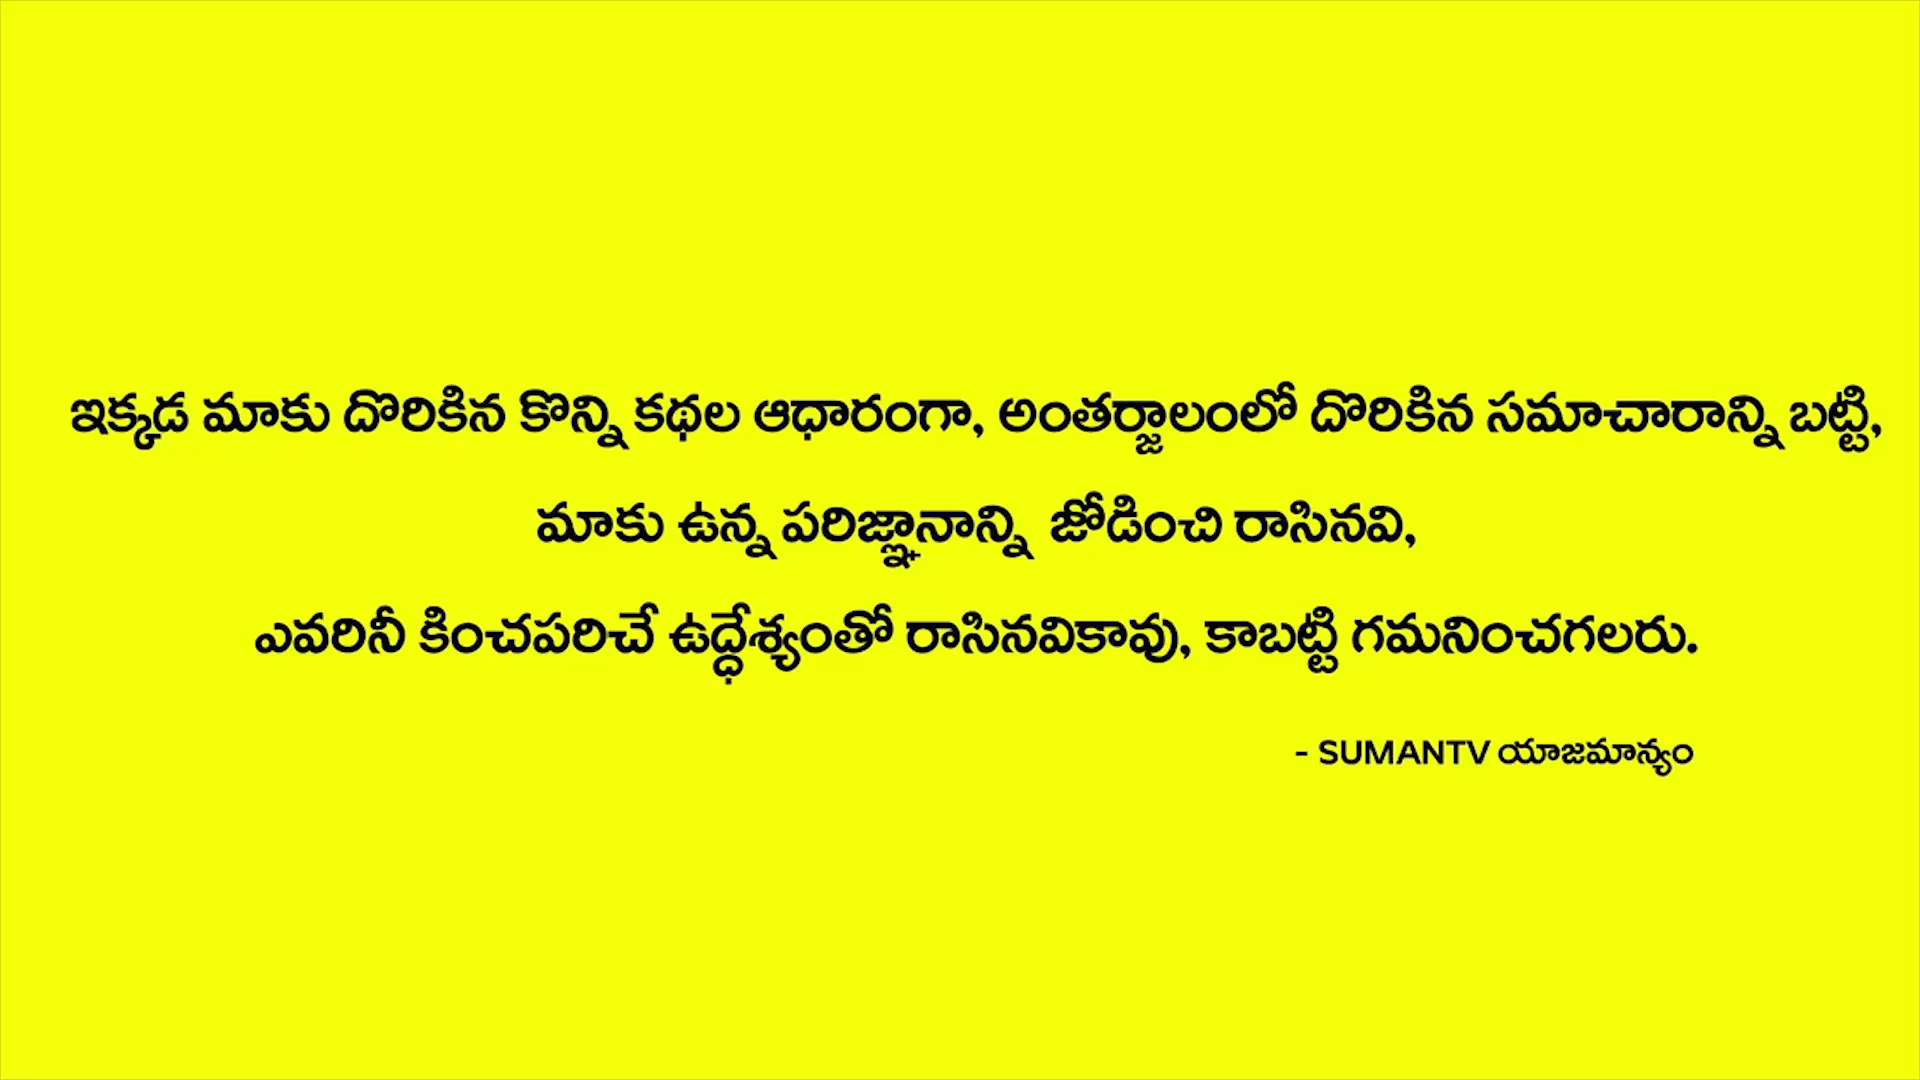 ఇక్కడ మాకు దొరికిన కొన్ని కథల ఆధారంగా, అంతర్జాలంలో దొరికిన సమాచారాన్ని బట్టి,
మాకు ఉన్న పరిజ్ఞానాన్ని జోడించి రాసినవి,
ఎవరినీ కించపరిచే ఉద్ధేశ్యంతో రాసినవికావు, కాబట్టి గమనించగలరు.
- SUMANTV యాజమాన్యం